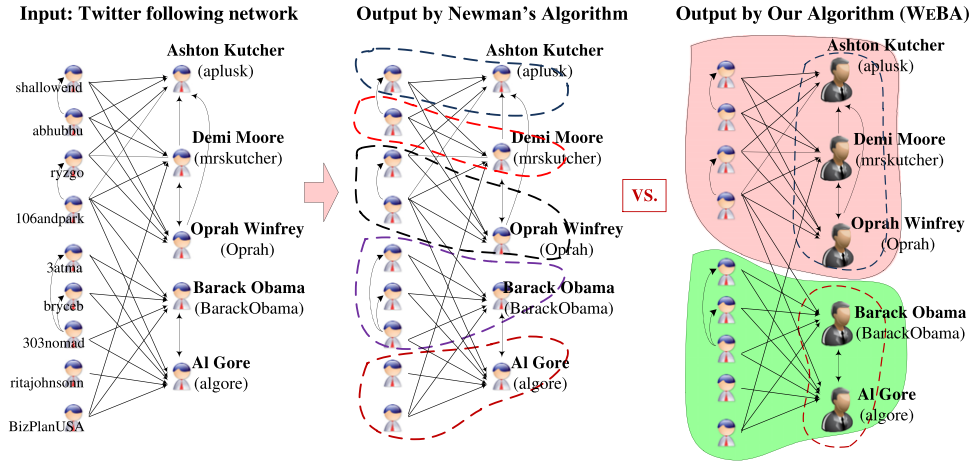 Input: Twitter following network
Ashton Kutcher
(aplusk)
shallowend
abhubbu
Demi Moore
(mrskutcher)
ryzgo
106andpark
Oprah Winfrey
(Oprah)
3atma
bryceb
Barack Obama
(BarackObama)
303nomad
Al Gore
(algore)
ritajohnsonn
BizPlanUSA
Output by Newman's Algorithm
Ashton Kutcher
(aplusk)
Demi Moore
(mrskutcher)
Oprah Winfrey
(Oprah)
Barack Obama
(BarackObama)
Al Gore
(algore)
VS.
Output by Our Algorithm (WEBA)
Ashton Kutcher
(aplusk)
Demi Moore
(mrskutcher)
Oprah Winfrey
(Oprah)
Barack Obama
(BarackObama)
Al Gore
(algore)